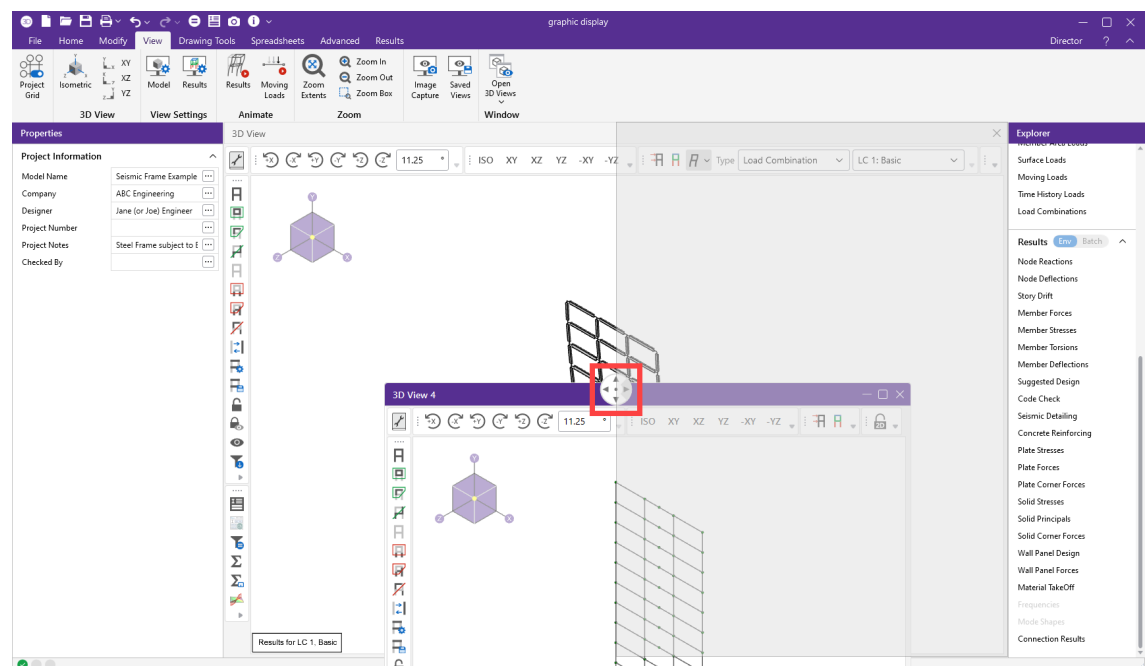 graphic display
File Home Modify View Drawing Tools Spreadsheets Advanced Results Director ?
Project Grid
Isometric
XY
XZ
YZ
3D View
Model
Results
View Settings
Results
Moving Loads
Animate
Zoom Extents
Zoom In
Zoom Out
Zoom Box
Zoom
Image Capture
Saved Views
Open 3D Views
Window
Properties
Project Information
Model Name Seismic Frame Example ...
Company ABC Engineering ...
Designer Jane (or Joe) Engineer ...
Project Number ...
Project Notes Steel Frame subject to E ...
Checked By ...
3D View
+X -X +Y -Y +Z -Z 11.25 ° ISO XY XZ YZ -XY -YZ Type Load Combination LC 1: Basic
Y
Z X
3D View 4
+X -X +Y -Y +Z -Z 11.25 ° ISO XY XZ YZ -XY -YZ 2D
Y
Z X
Results for LC 1, Basic
Explorer
Member Area Loads
Surface Loads
Moving Loads
Time History Loads
Load Combinations
Results Env Batch
Node Reactions
Node Deflections
Story Drift
Member Forces
Member Stresses
Member Torsions
Member Deflections
Suggested Design
Code Check
Seismic Detailing
Concrete Reinforcing
Plate Stresses
Plate Forces
Plate Corner Forces
Solid Stresses
Solid Principals
Solid Corner Forces
Wall Panel Design
Wall Panel Forces
Material TakeOff
Frequencies
Mode Shapes
Connection Results